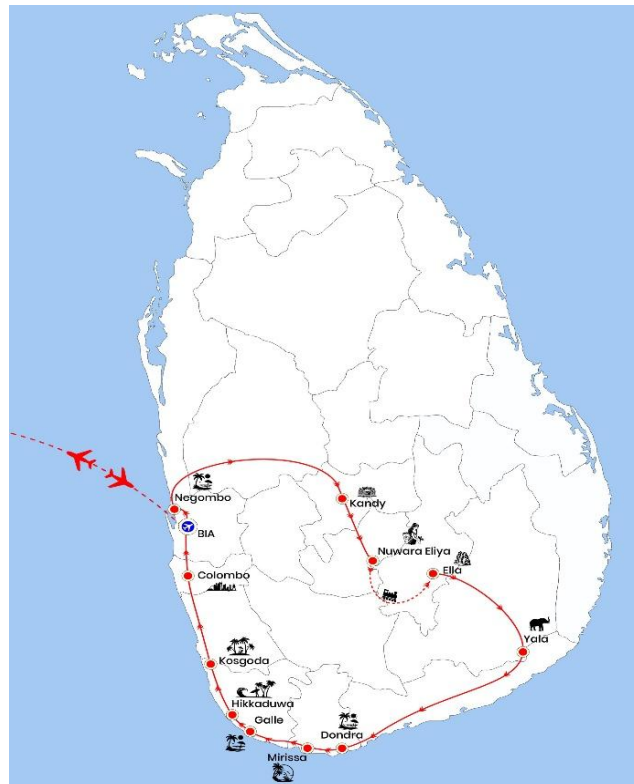 Negombo
BIA
Kandy
Nuwara Eliya
Ella
Colombo
Yala
Kosgoda
Hikkaduwa
Galle
Dondra
Mirissa